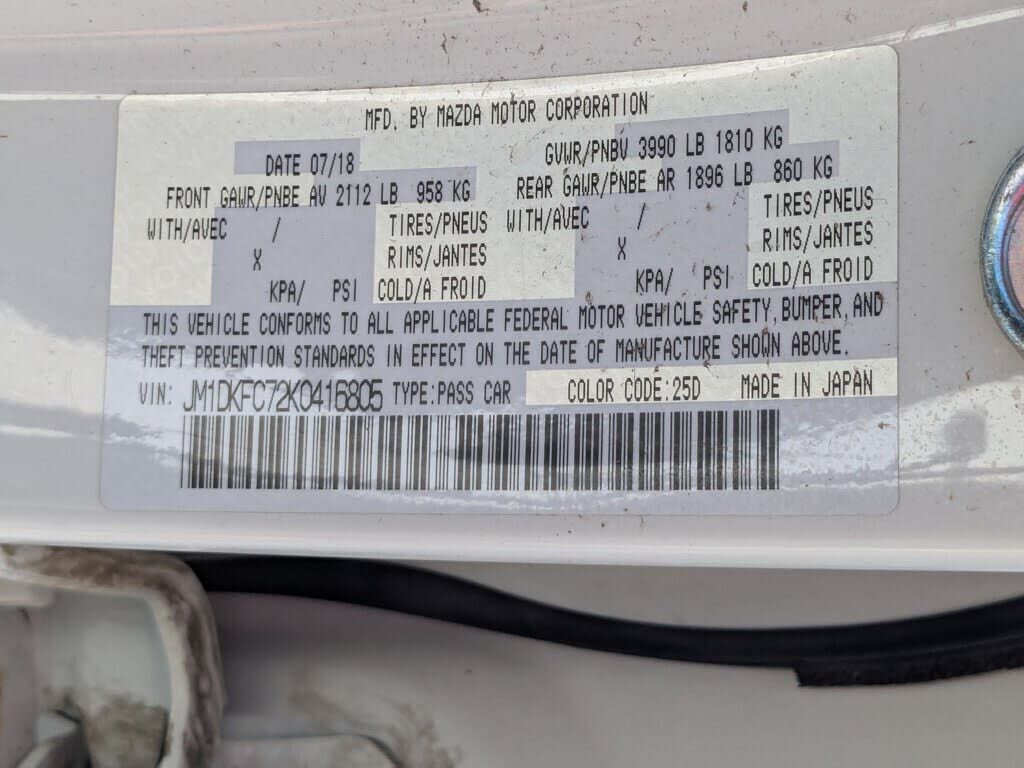 MFD. BY MAZDA MOTOR CORPORATION
DATE 07/18 GVWR/PNBV 3990 LB 1810 KG
FRONT GAWR/PNBE AV 2112 LB 958 KG REAR GAWR/PNBE AR 1896 LB 860 KG
WITH/AVEC / TIRES/PNEUS WITH/AVEC / TIRES/PNEUS
X RIMS/JANTES X RIMS/JANTES
KPA/ PSI COLD/A FROID KPA/ PSI COLD/A FROID
THIS VEHICLE CONFORMS TO ALL APPLICABLE FEDERAL MOTOR VEHICLE SAFETY, BUMPER, AND
THEFT PREVENTION STANDARDS IN EFFECT ON THE DATE OF MANUFACTURE SHOWN ABOVE.
VIN: JM1DKFC72K0416805 TYPE:PASS CAR COLOR CODE:25D MADE IN JAPAN